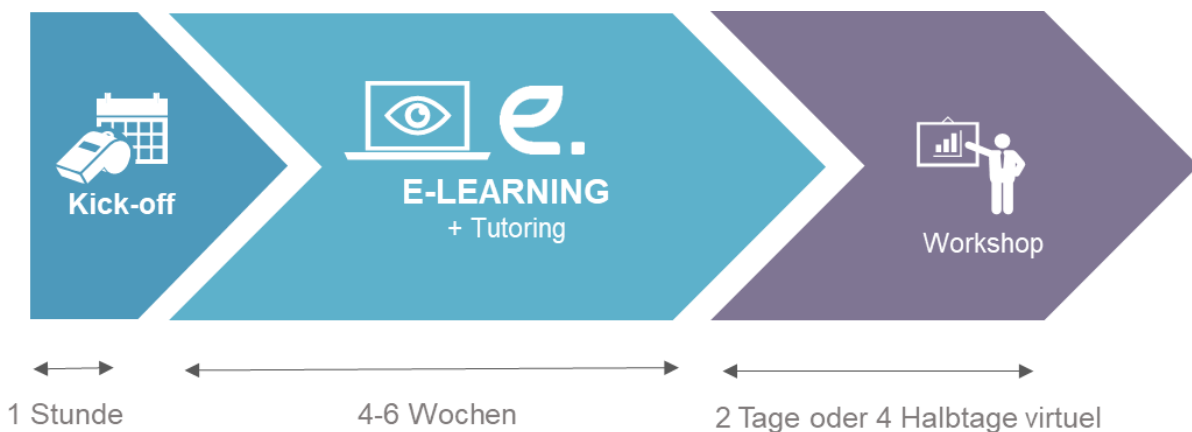 Kick-off
e.
E-LEARNING
+ Tutoring
Workshop
1 Stunde
4-6 Wochen
2 Tage oder 4 Halbtage virtuel